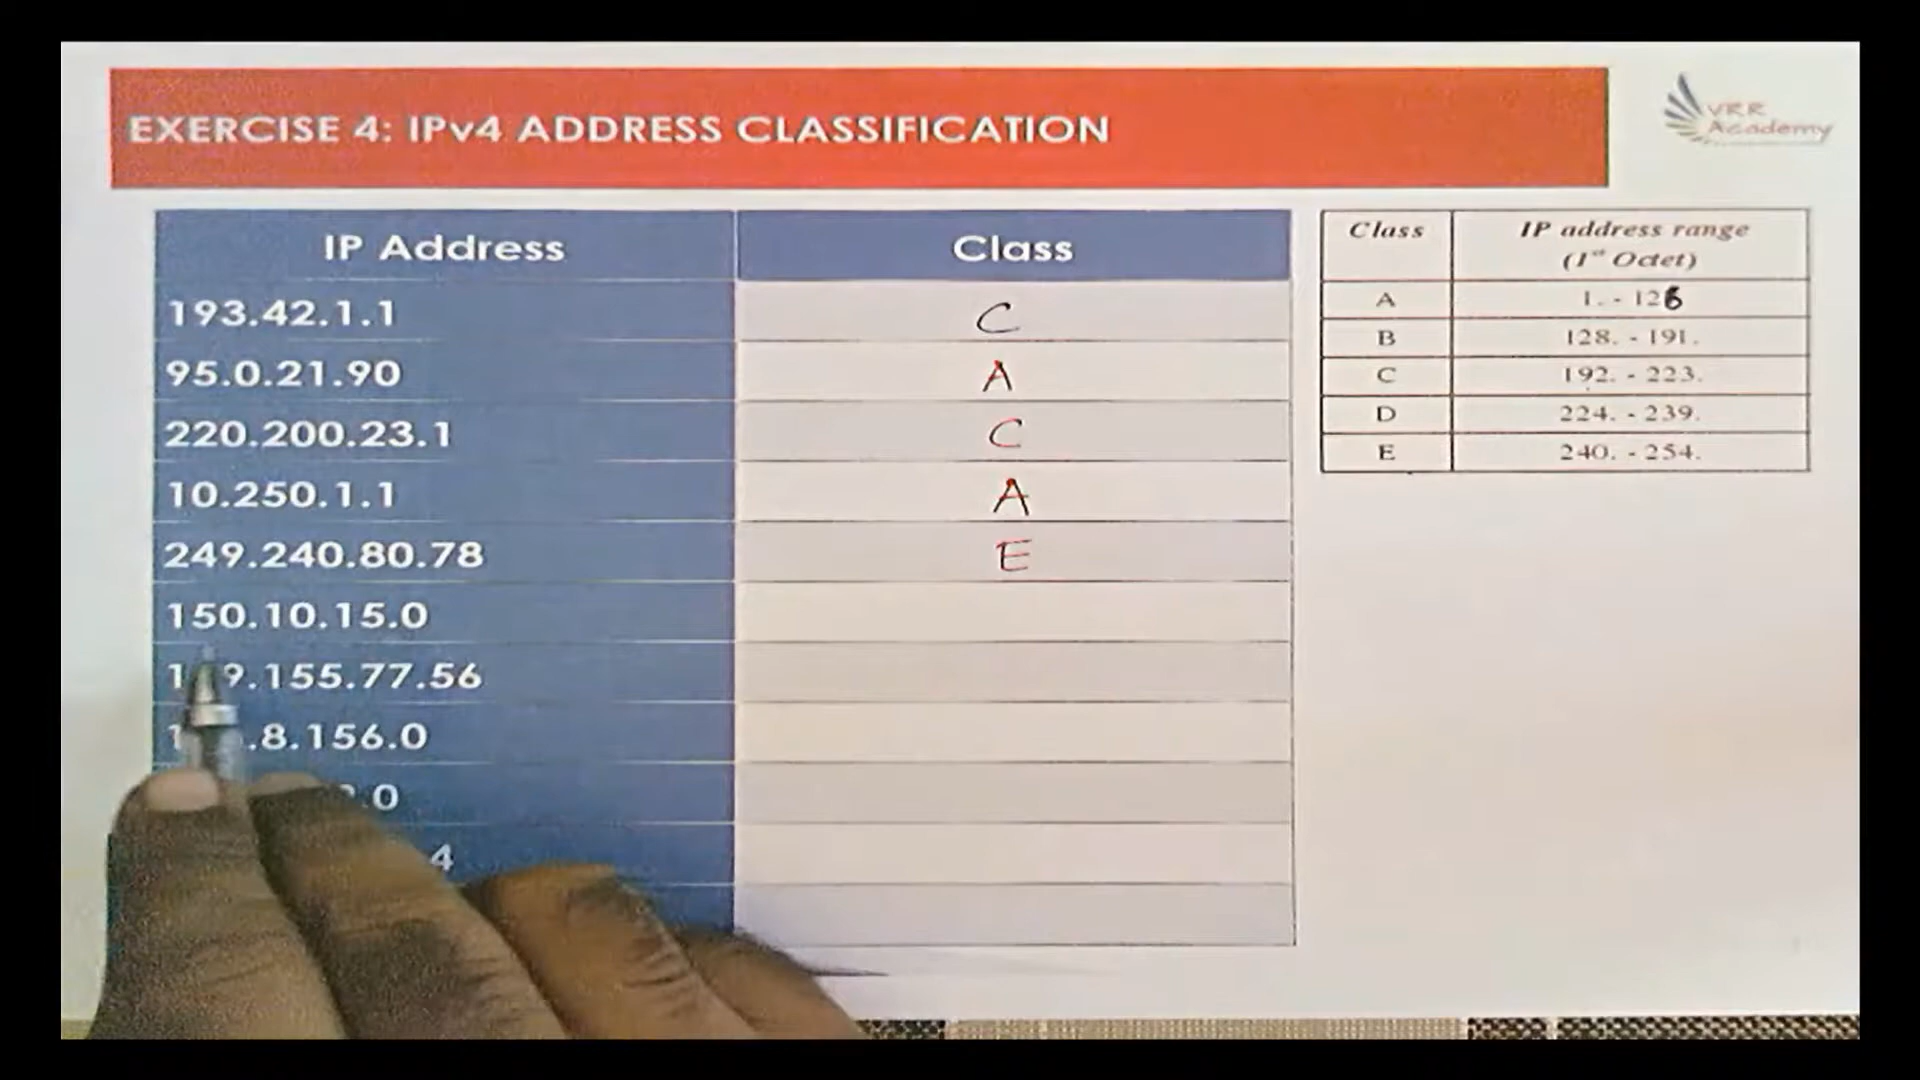 EXERCISE 4: IPv4 ADDRESS CLASSIFICATION
VRR
Academy
IP Address Class
193.42.1.1 C
95.0.21.90 A
220.200.23.1 C
10.250.1.1 A
249.240.80.78 E
150.10.15.0
.155.77.56
.8.156.0
.0
4
Class IP address range
(1st Octet)
A 1. - 126
B 128. - 191.
C 192. - 223.
D 224. - 239.
E 240. - 254.